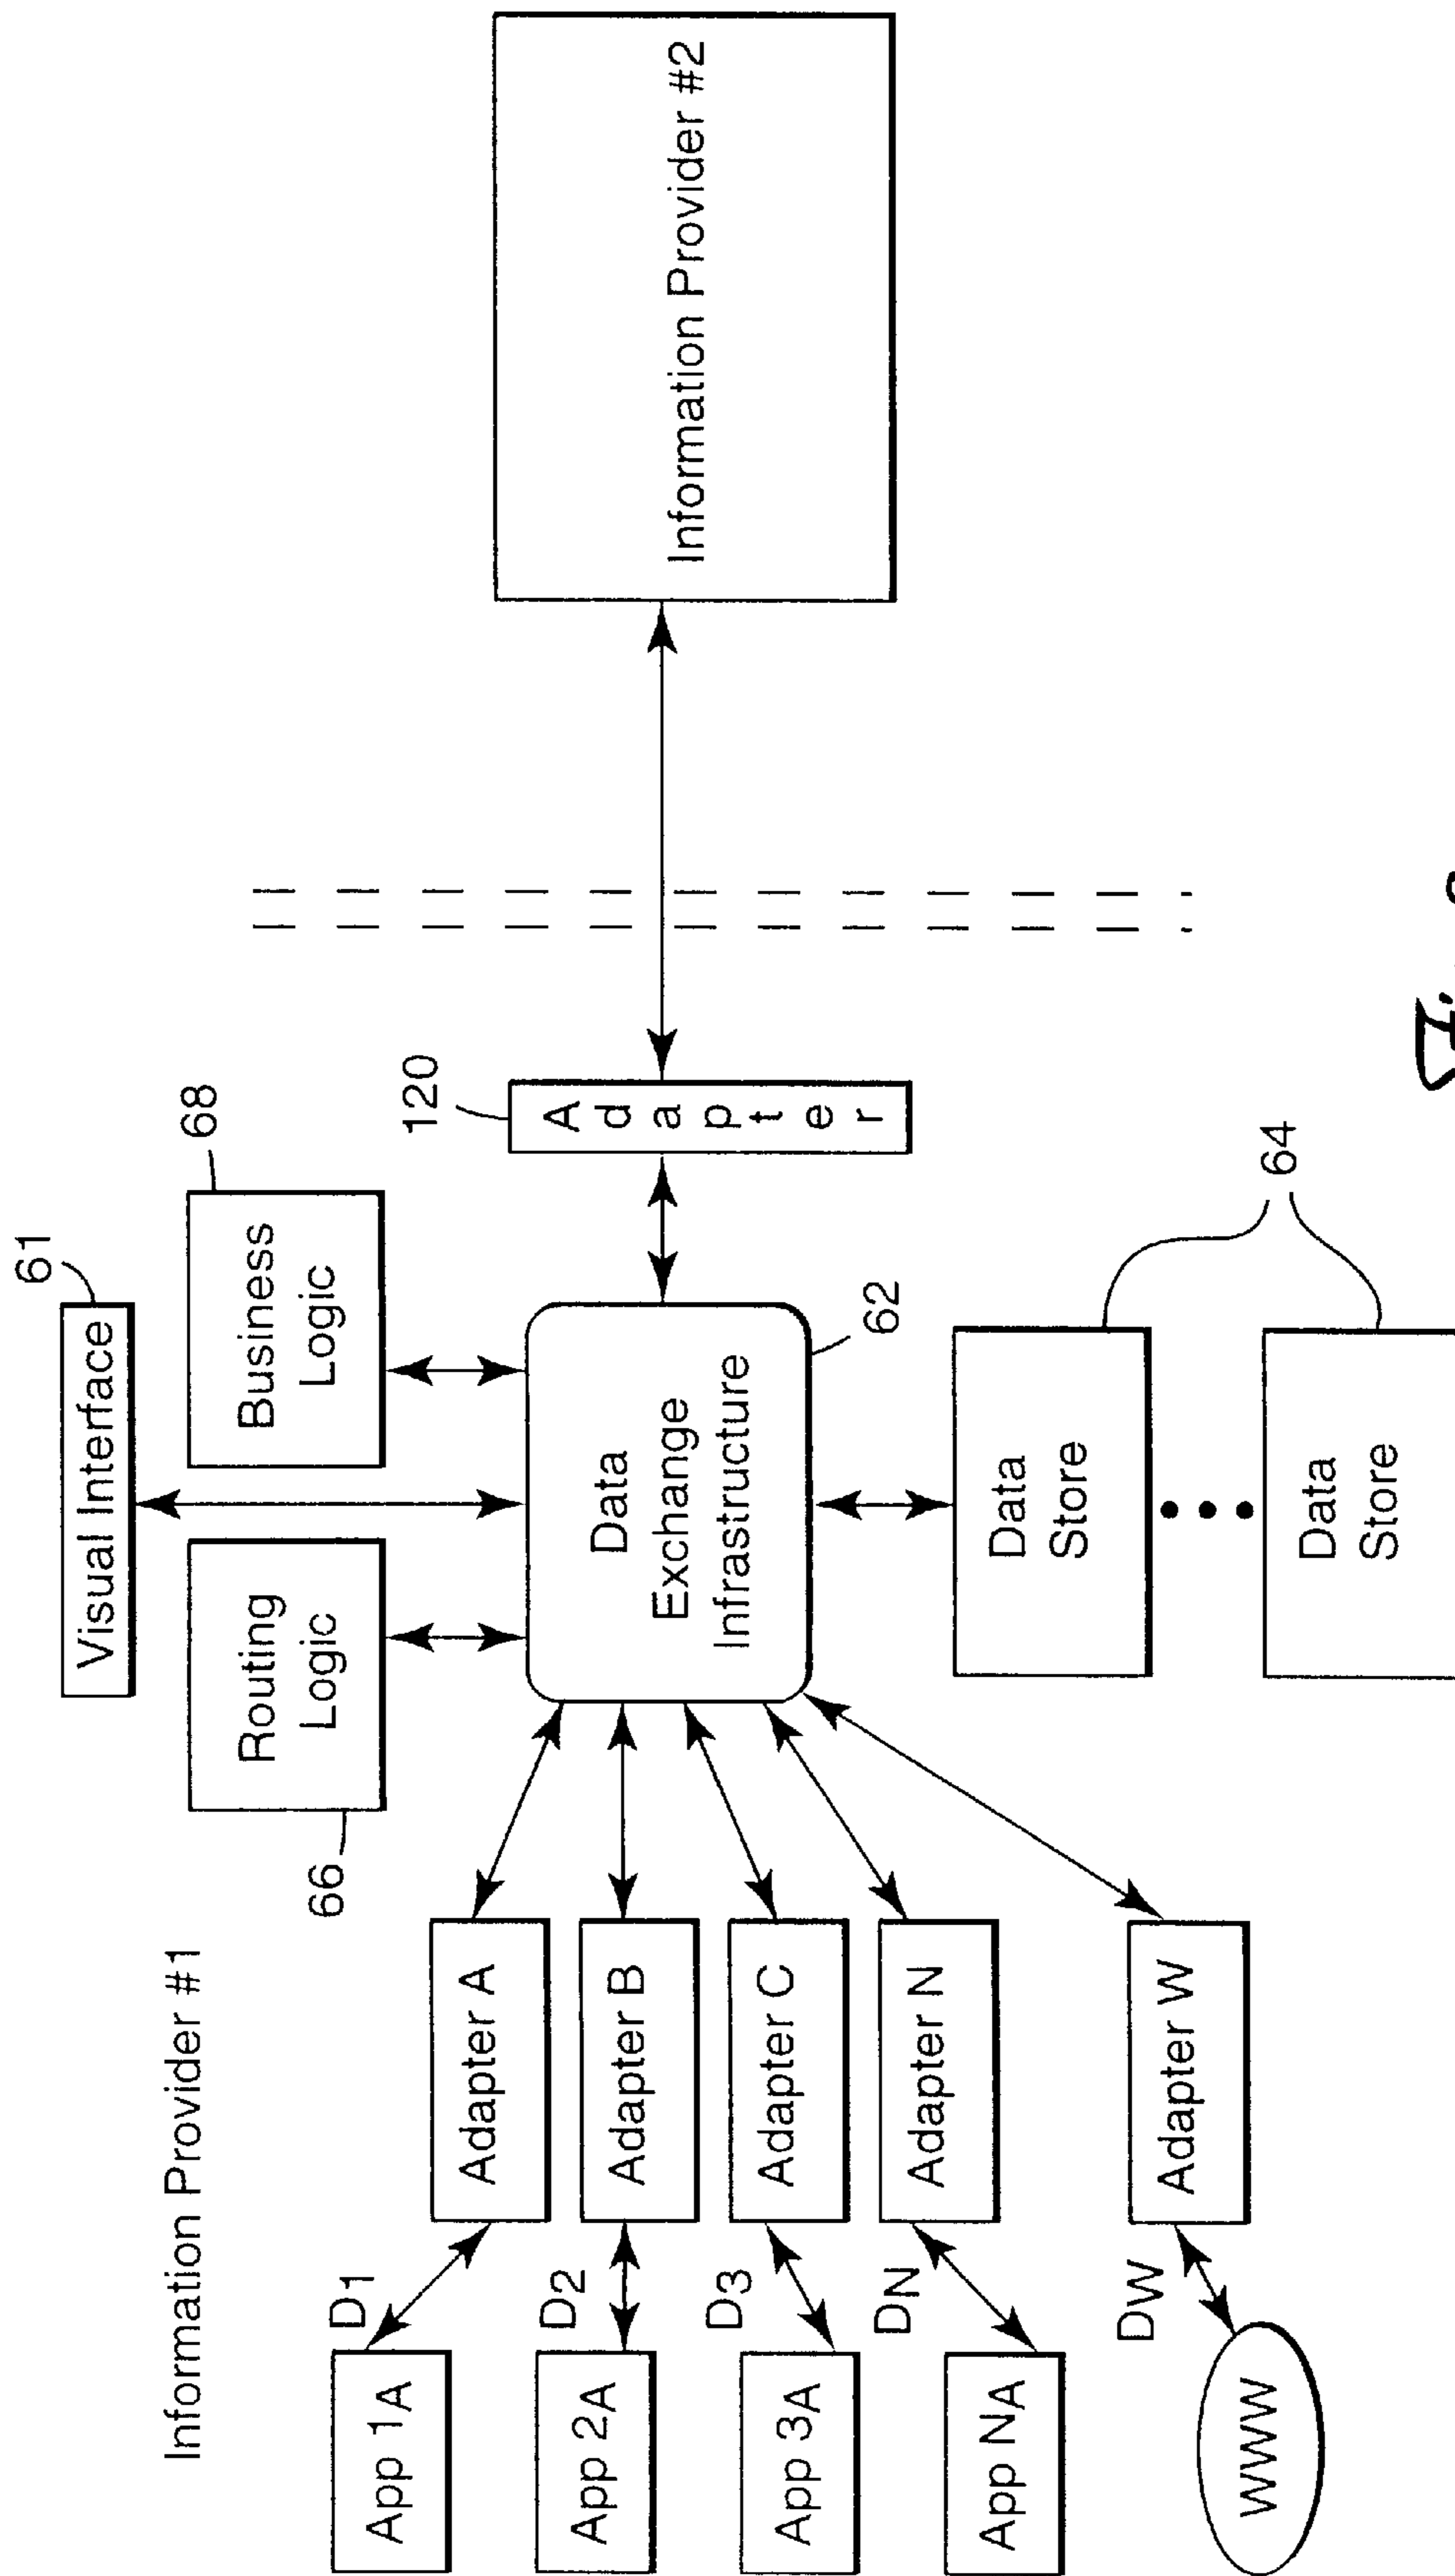 Information Provider #1
61
Visual Interface
66
Routing
Logic
68
Business
Logic
App 1A
D1
Adapter A
App 2A
D2
Adapter B
App 3A
D3
Adapter C
App NA
DN
Adapter N
WWW
DW
Adapter W
Data
Exchange
Infrastructure
62
120
Adapter
Information Provider #2
Data
Store
Data
Store
64